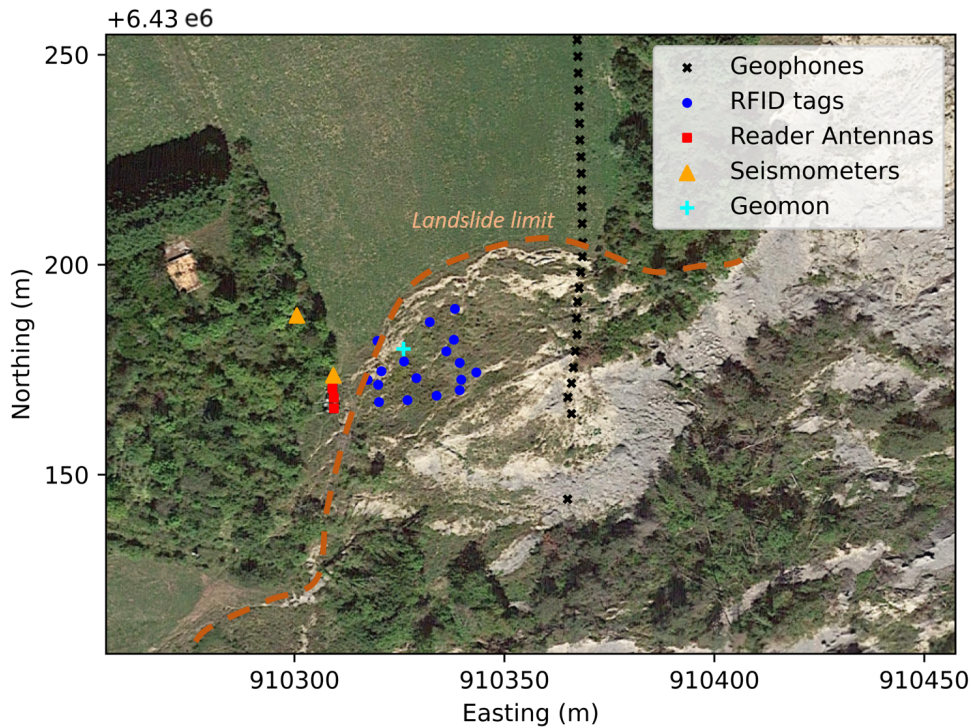 +6.43 e6
250
200
150
Northing (m)
Landslide limit
Geophones
RFID tags
Reader Antennas
Seismometers
Geomon
910300
910350
910400
910450
Easting (m)